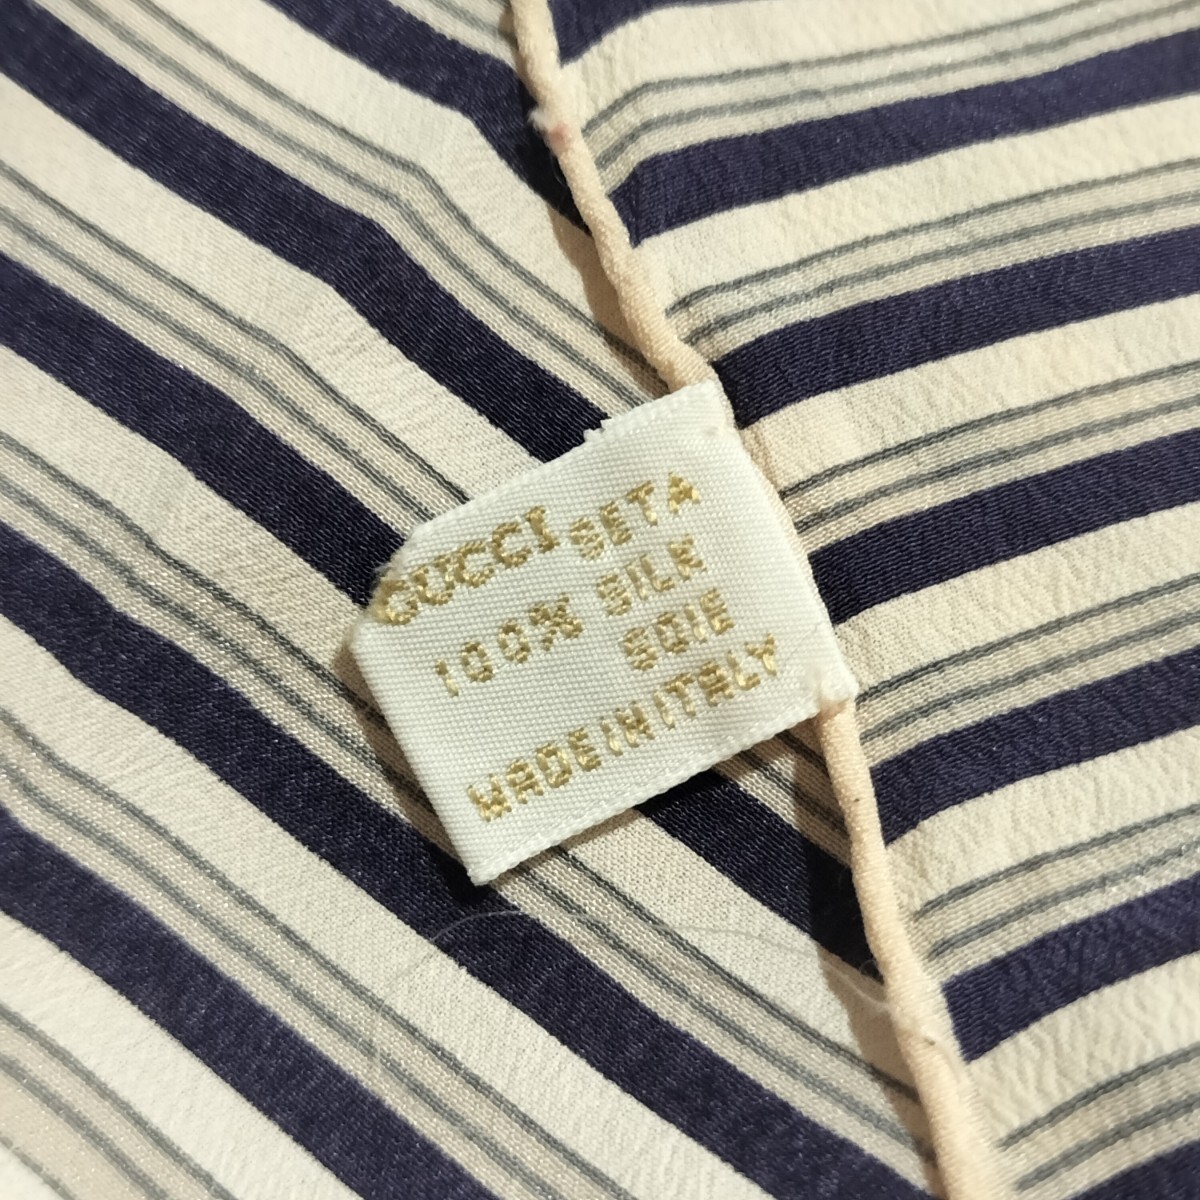 GUCCI SETA
100% SILK
SOIE
MADE IN ITALY